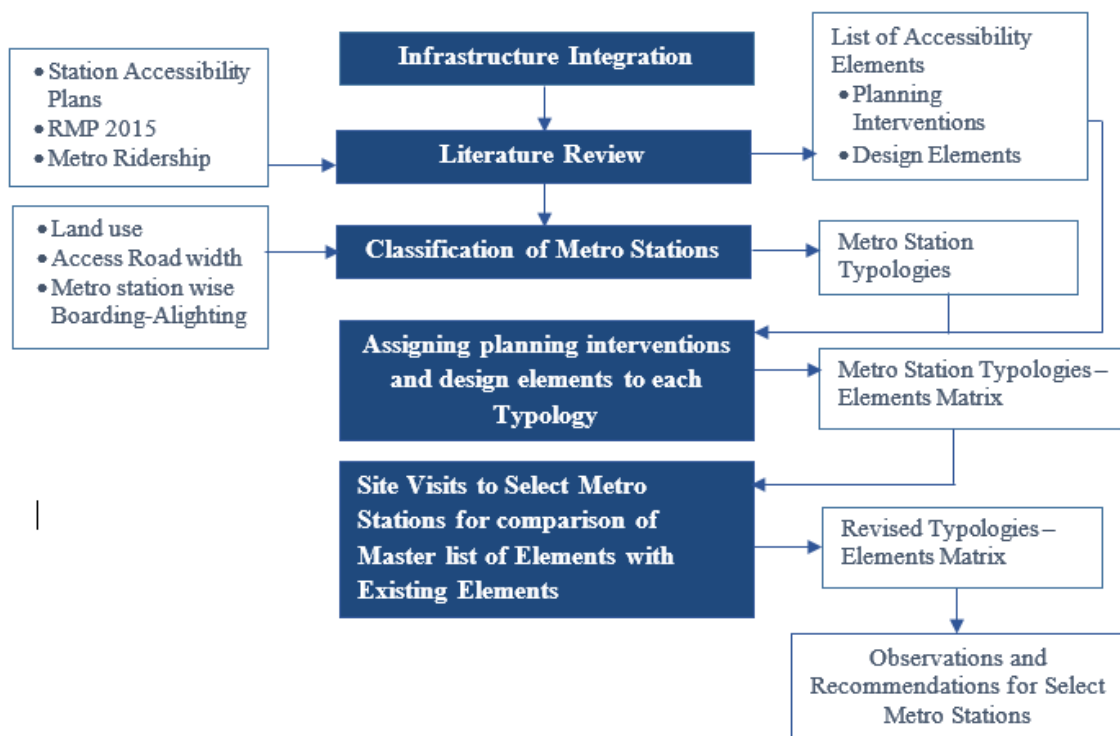 Infrastructure Integration
• Station Accessibility
Plans
• RMP 2015
• Metro Ridership
Literature Review
List of Accessibility
Elements
• Planning
Interventions
• Design Elements
• Land use
• Access Road width
• Metro station wise
Boarding-Alighting
Classification of Metro Stations
Metro Station
Typologies
Assigning planning interventions
and design elements to each
Typology
Metro Station Typologies–
Elements Matrix
Site Visits to Select Metro
Stations for comparison of
Master list of Elements with
Existing Elements
Revised Typologies–
Elements Matrix
Observations and
Recommendations for Select
Metro Stations